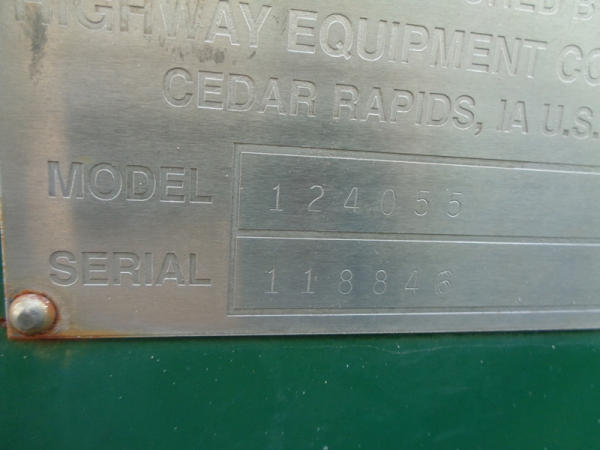 HIGHWAY EQUIPMENT CO
CEDAR RAPIDS, IA U.S.
MODEL 124055
SERIAL 118846